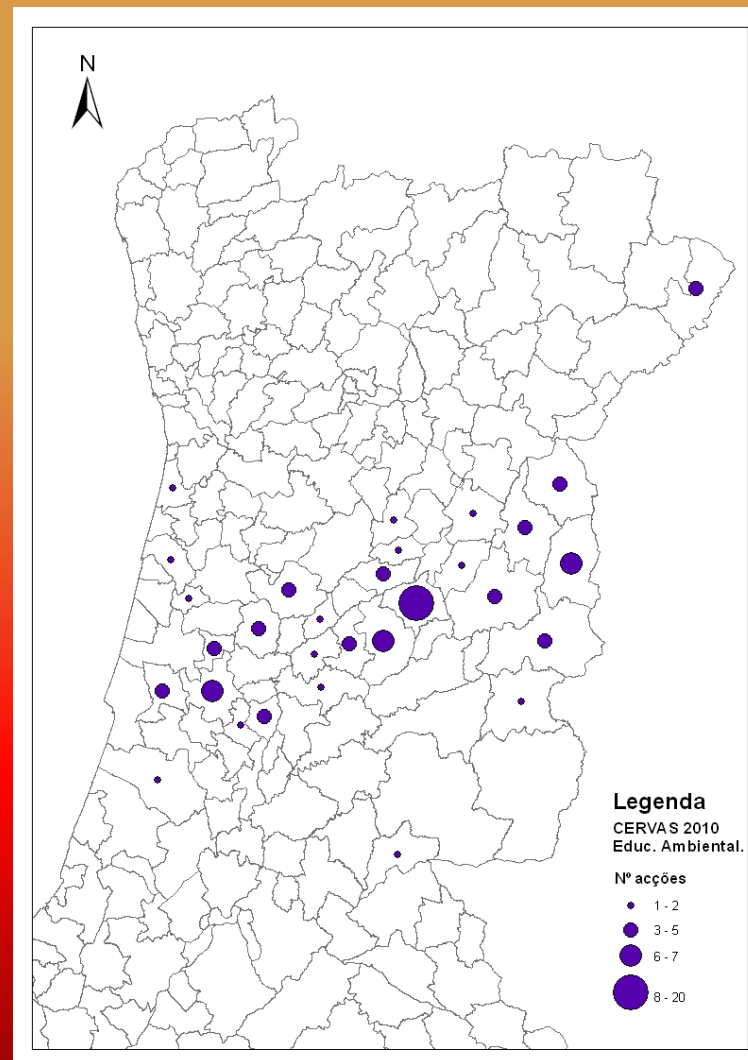 N
Legenda
CERVAS 2010
Educ. Ambiental.
Nº acções
1 - 2
3 - 5
6 - 7
8 - 20